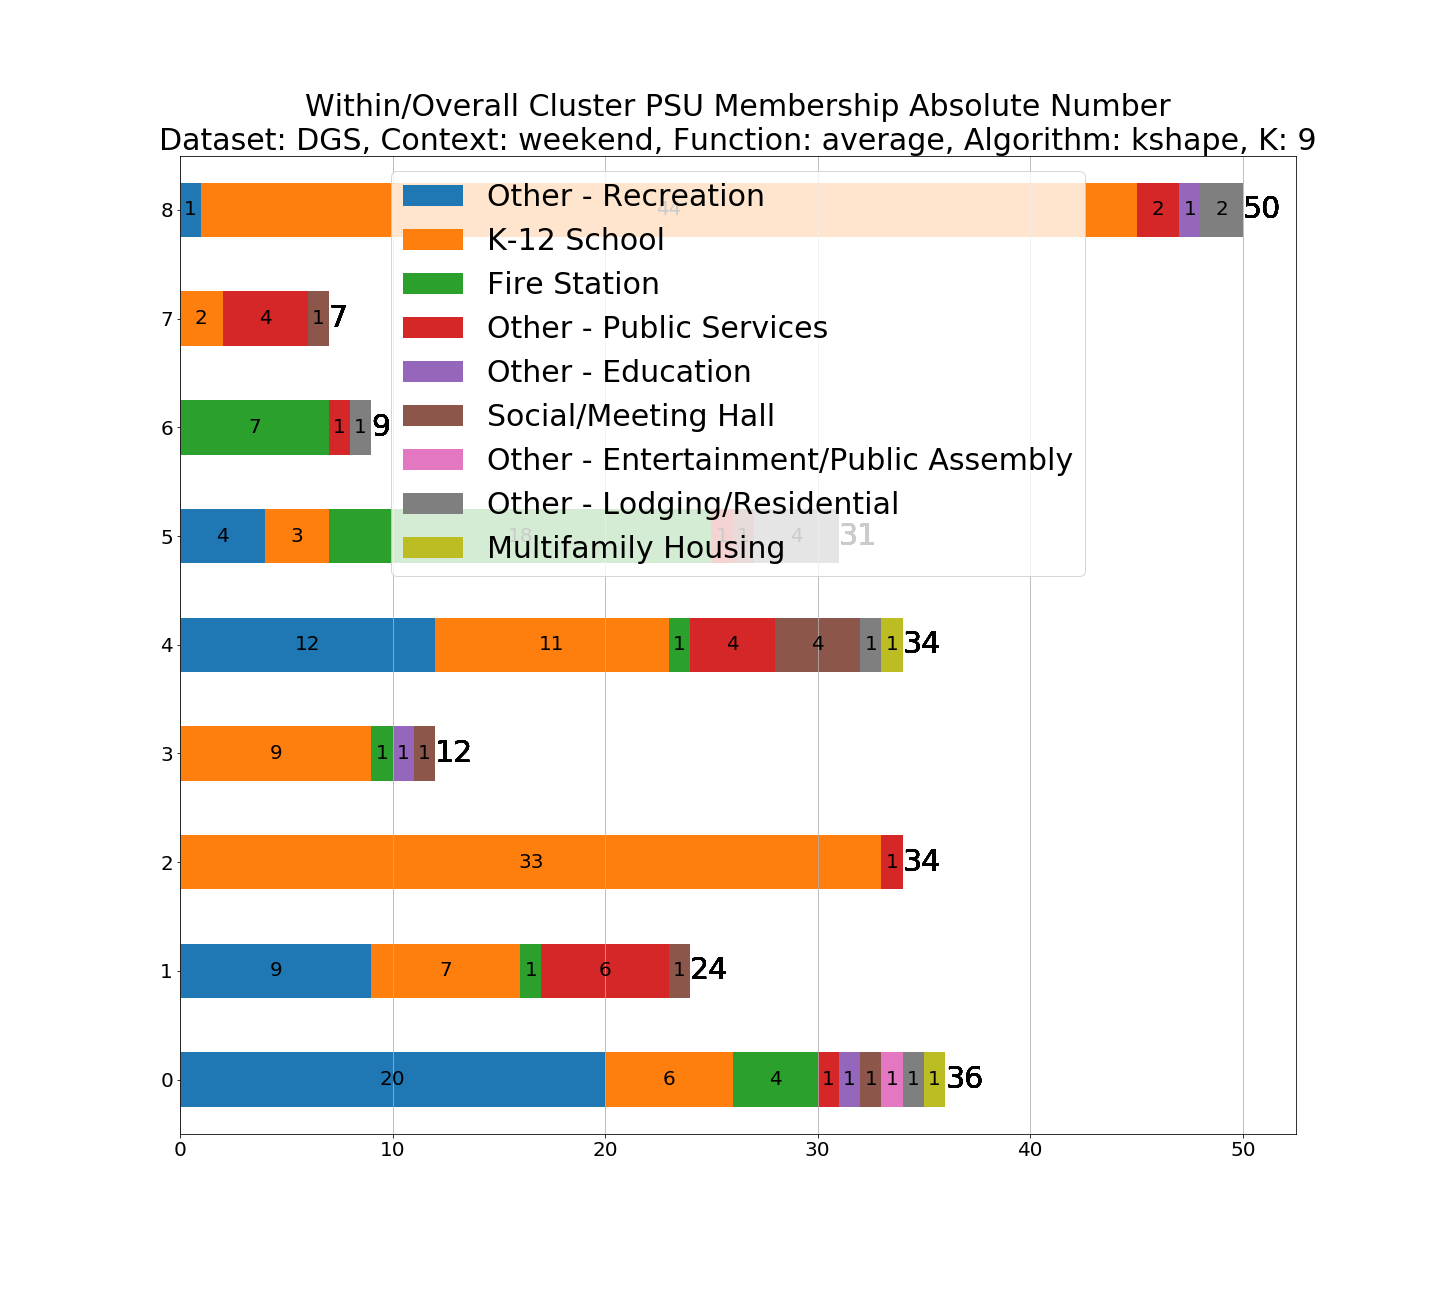 Within/Overall Cluster PSU Membership Absolute Number
Dataset: DGS, Context: weekend, Function: average, Algorithm: kshape, K: 9
8 1 44 2 1 2 50
7 2 4 1 7
6 7 1 1 9
5 4 3 18 1 1 4 31
4 12 11 1 4 4 1 1 34
3 9 1 1 1 12
2 33 1 34
1 9 7 1 6 1 24
0 20 6 4 1 1 1 1 1 1 36
0 10 20 30 40 50
Other - Recreation
K-12 School
Fire Station
Other - Public Services
Other - Education
Social/Meeting Hall
Other - Entertainment/Public Assembly
Other - Lodging/Residential
Multifamily Housing